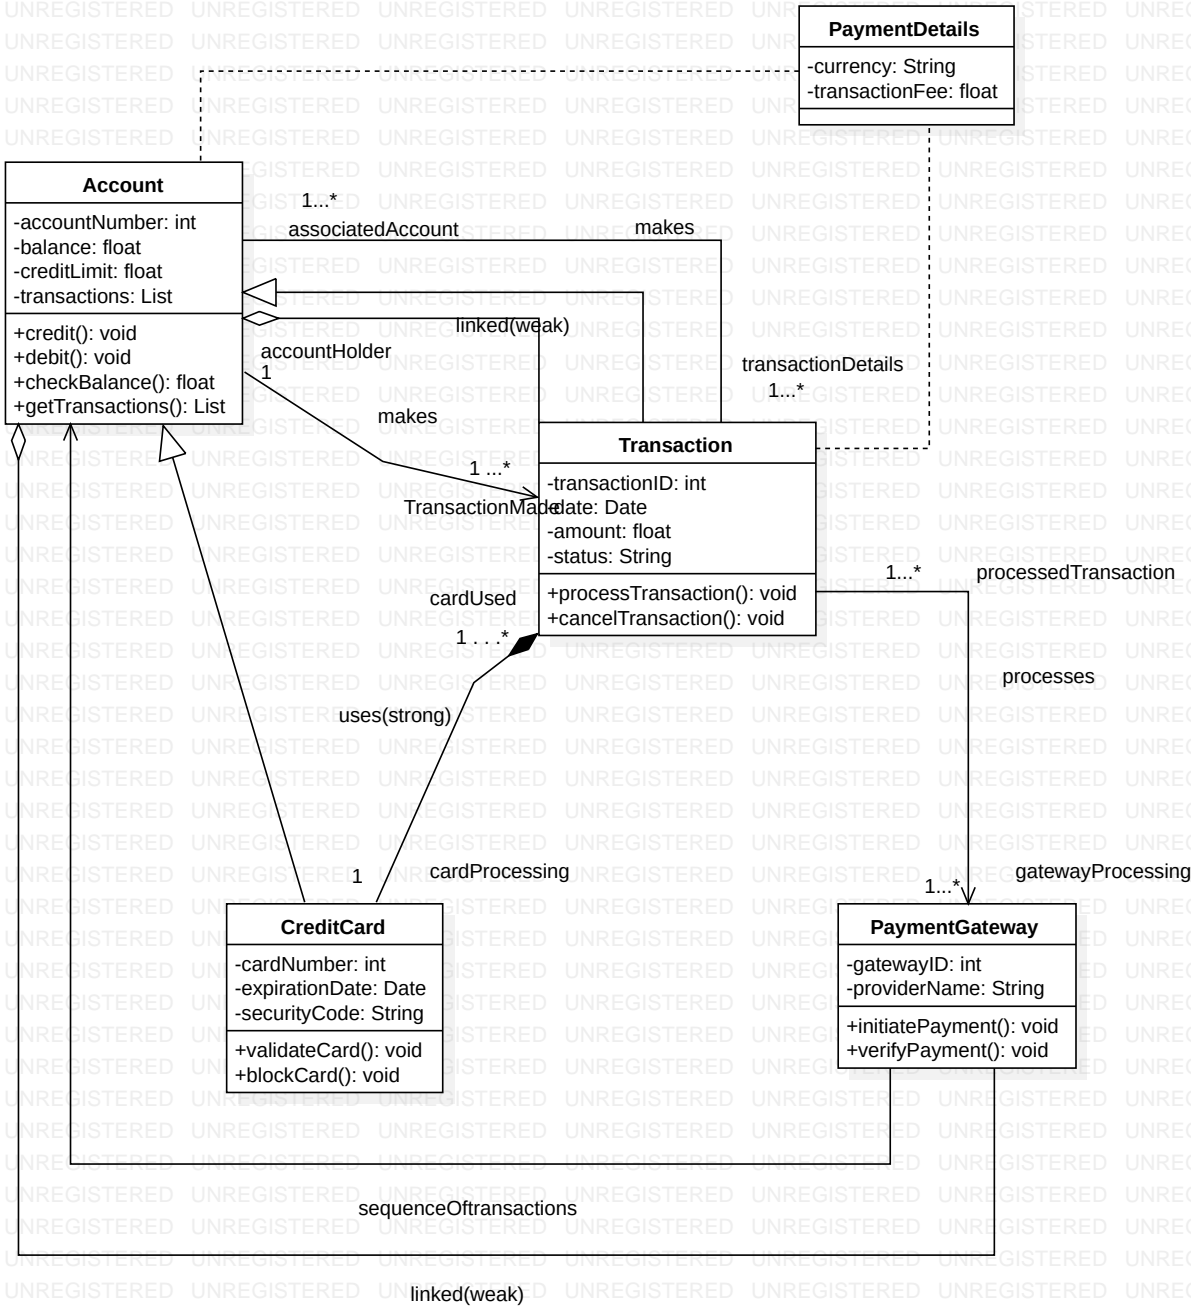 PaymentDetails
-currency: String
-transactionFee: float
Account
-accountNumber: int
-balance: float
-creditLimit: float
-transactions: List
+credit(): void
+debit(): void
+checkBalance(): float
+getTransactions(): List
1...*
associatedAccount
makes
linked(weak)
accountHolder
1
makes
transactionDetails
1...*
1 ...*
TransactionMade
Transaction
-transactionID: int
-date: Date
-amount: float
-status: String
+processTransaction(): void
+cancelTransaction(): void
1...*
processedTransaction
cardUsed
1 . . .*
processes
uses(strong)
1
cardProcessing
1...*
gatewayProcessing
CreditCard
-cardNumber: int
-expirationDate: Date
-securityCode: String
+validateCard(): void
+blockCard(): void
PaymentGateway
-gatewayID: int
-providerName: String
+initiatePayment(): void
+verifyPayment(): void
sequenceOftransactions
linked(weak)
UNREGISTERED